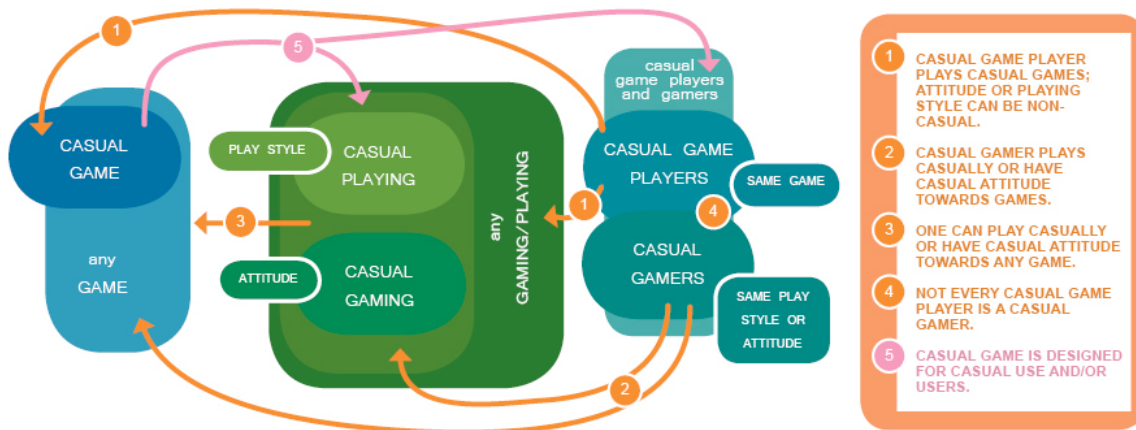 1
5
casual
game players
and gamers
CASUAL
GAME
PLAY STYLE
CASUAL
PLAYING
any
GAMING/PLAYING
CASUAL GAME
PLAYERS
SAME GAME
1
4
3
any
GAME
ATTITUDE
CASUAL
GAMING
CASUAL
GAMERS
SAME PLAY
STYLE OR
ATTITUDE
2
1
CASUAL GAME PLAYER
PLAYS CASUAL GAMES;
ATTITUDE OR PLAYING
STYLE CAN BE NON-
CASUAL.
2
CASUAL GAMER PLAYS
CASUALLY OR HAVE
CASUAL ATTITUDE
TOWARDS GAMES.
3
ONE CAN PLAY CASUALLY
OR HAVE CASUAL ATTITUDE
TOWARDS ANY GAME.
4
NOT EVERY CASUAL GAME
PLAYER IS A CASUAL
GAMER.
5
CASUAL GAME IS DESIGNED
FOR CASUAL USE AND/OR
USERS.